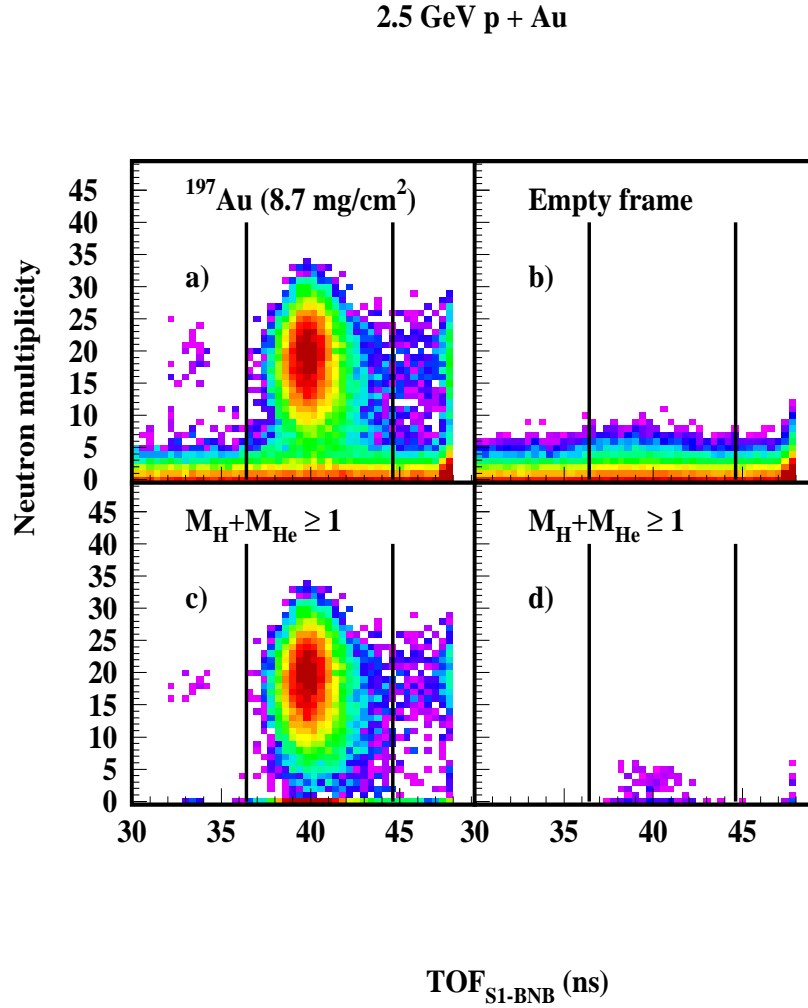 2.5 GeV p + Au
¹⁹⁷Au (8.7 mg/cm²)
Empty frame
a)
b)
45
40
35
30
25
20
15
10
5
0
Neutron multiplicity
M_H+M_He ≥ 1
M_H+M_He ≥ 1
c)
d)
45
40
35
30
25
20
15
10
5
0
30 35 40 45 30 35 40 45
TOF_S1-BNB (ns)